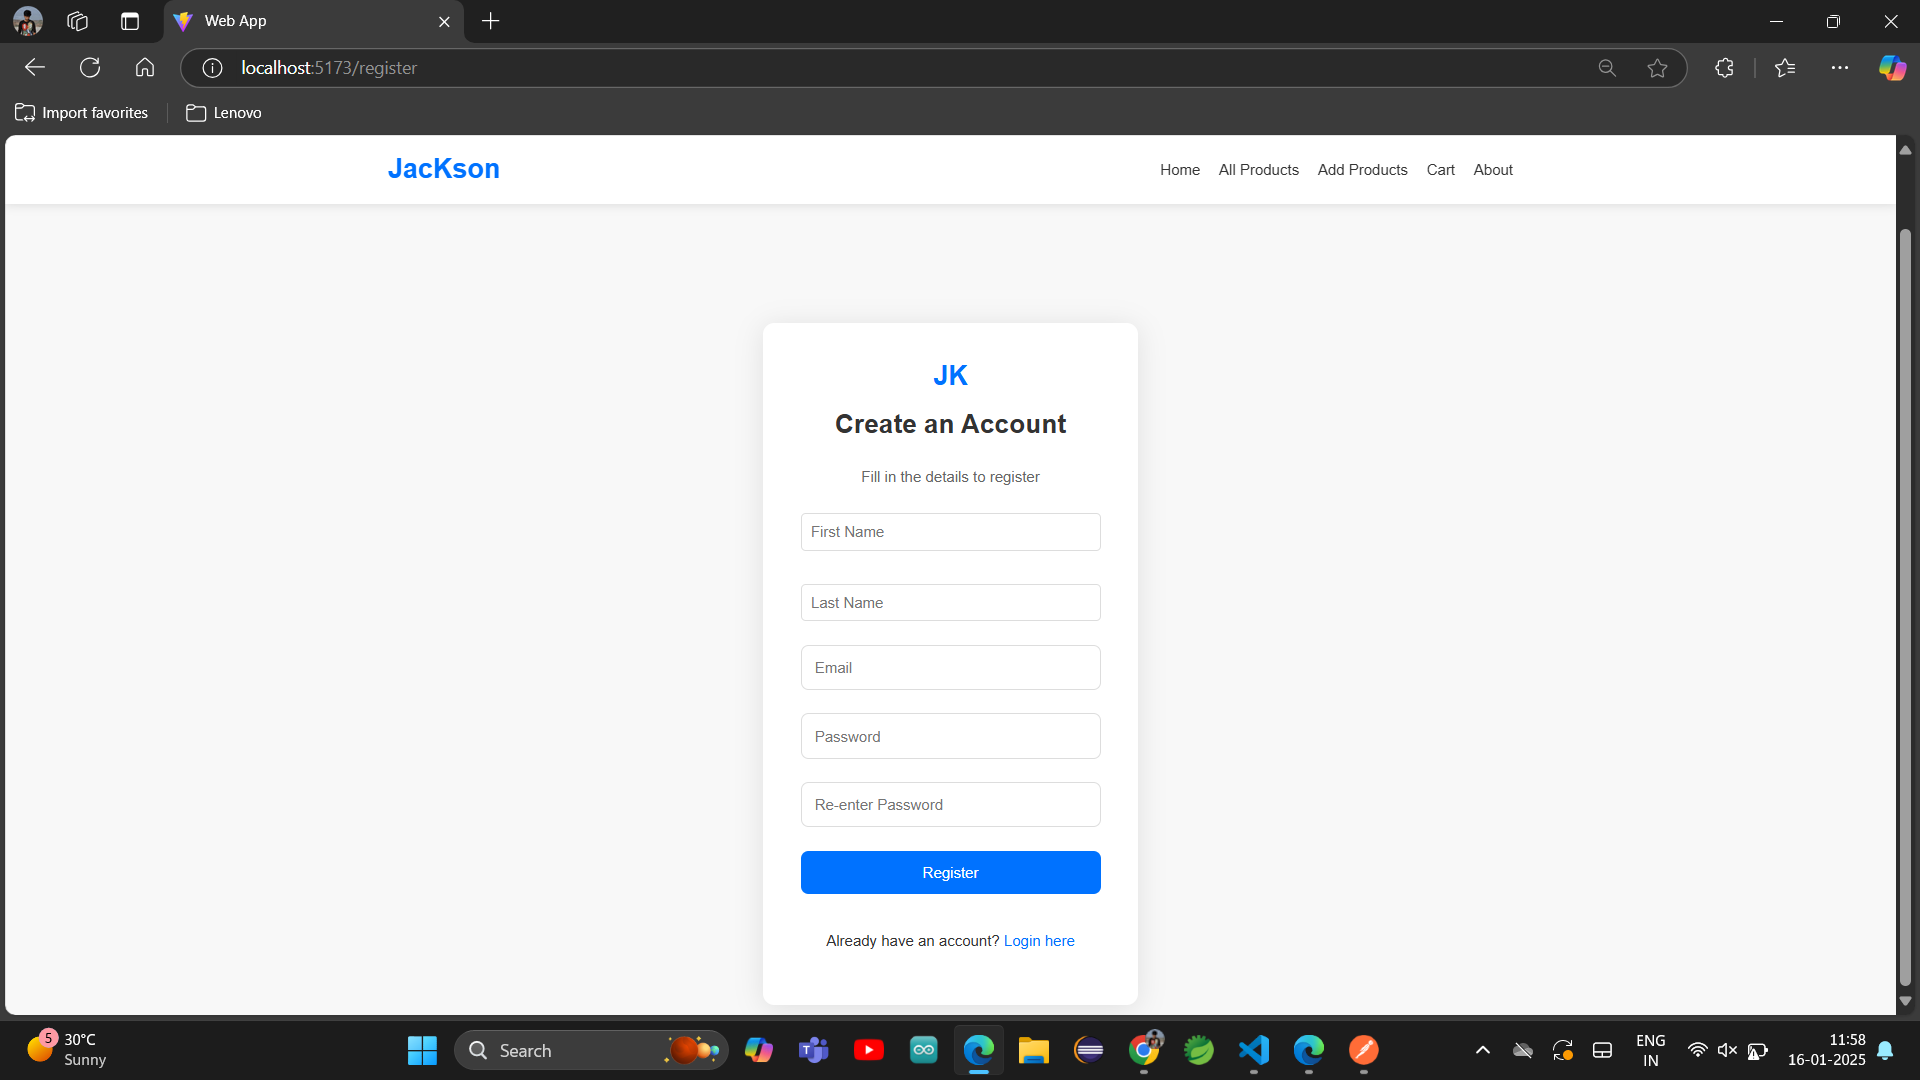 Web App
localhost:5173/register
Import favorites
Lenovo
JacKson
Home
All Products
Add Products
Cart
About
JK
Create an Account
Fill in the details to register
First Name
Last Name
Email
Password
Re-enter Password
Register
Already have an account? Login here
5
30°C
Sunny
Search
ENG
IN
11:58
16-01-2025